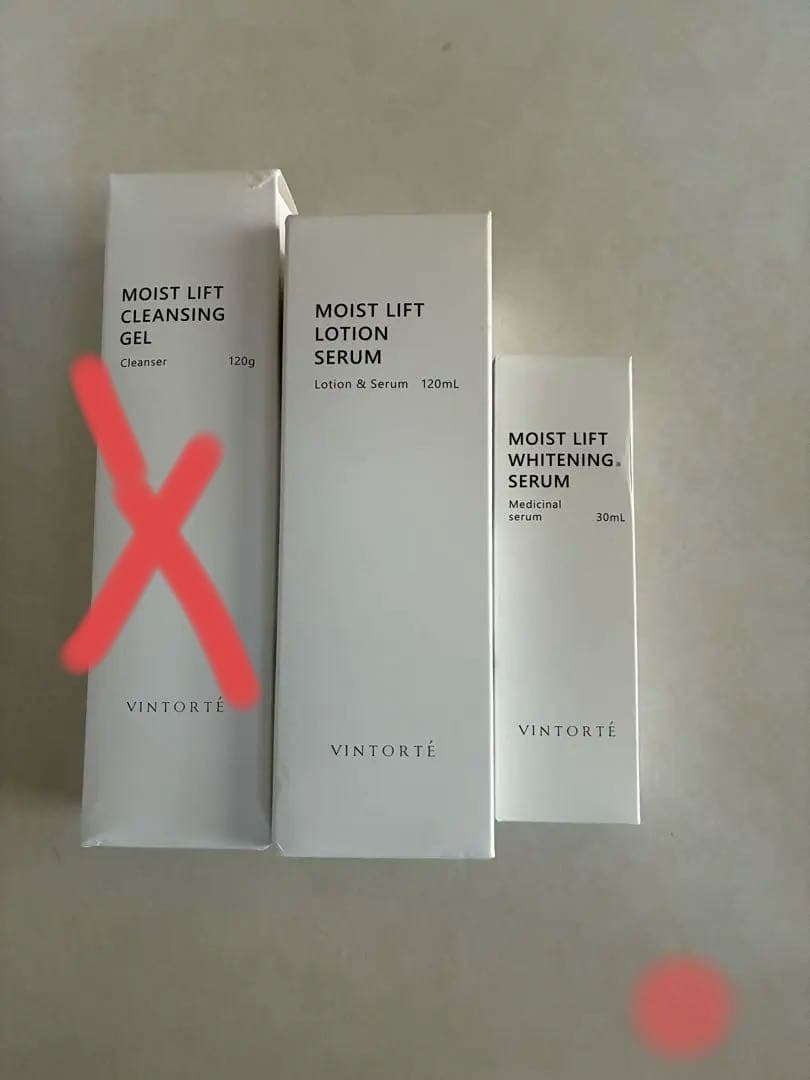 MOIST LIFT
CLEANSING
GEL
Cleanser 120g
VINTORTÉ
MOIST LIFT
LOTION
SERUM
Lotion & Serum 120mL
VINTORTÉ
MOIST LIFT
WHITENING※
SERUM
Medicinal
serum 30mL
VINTORTÉ